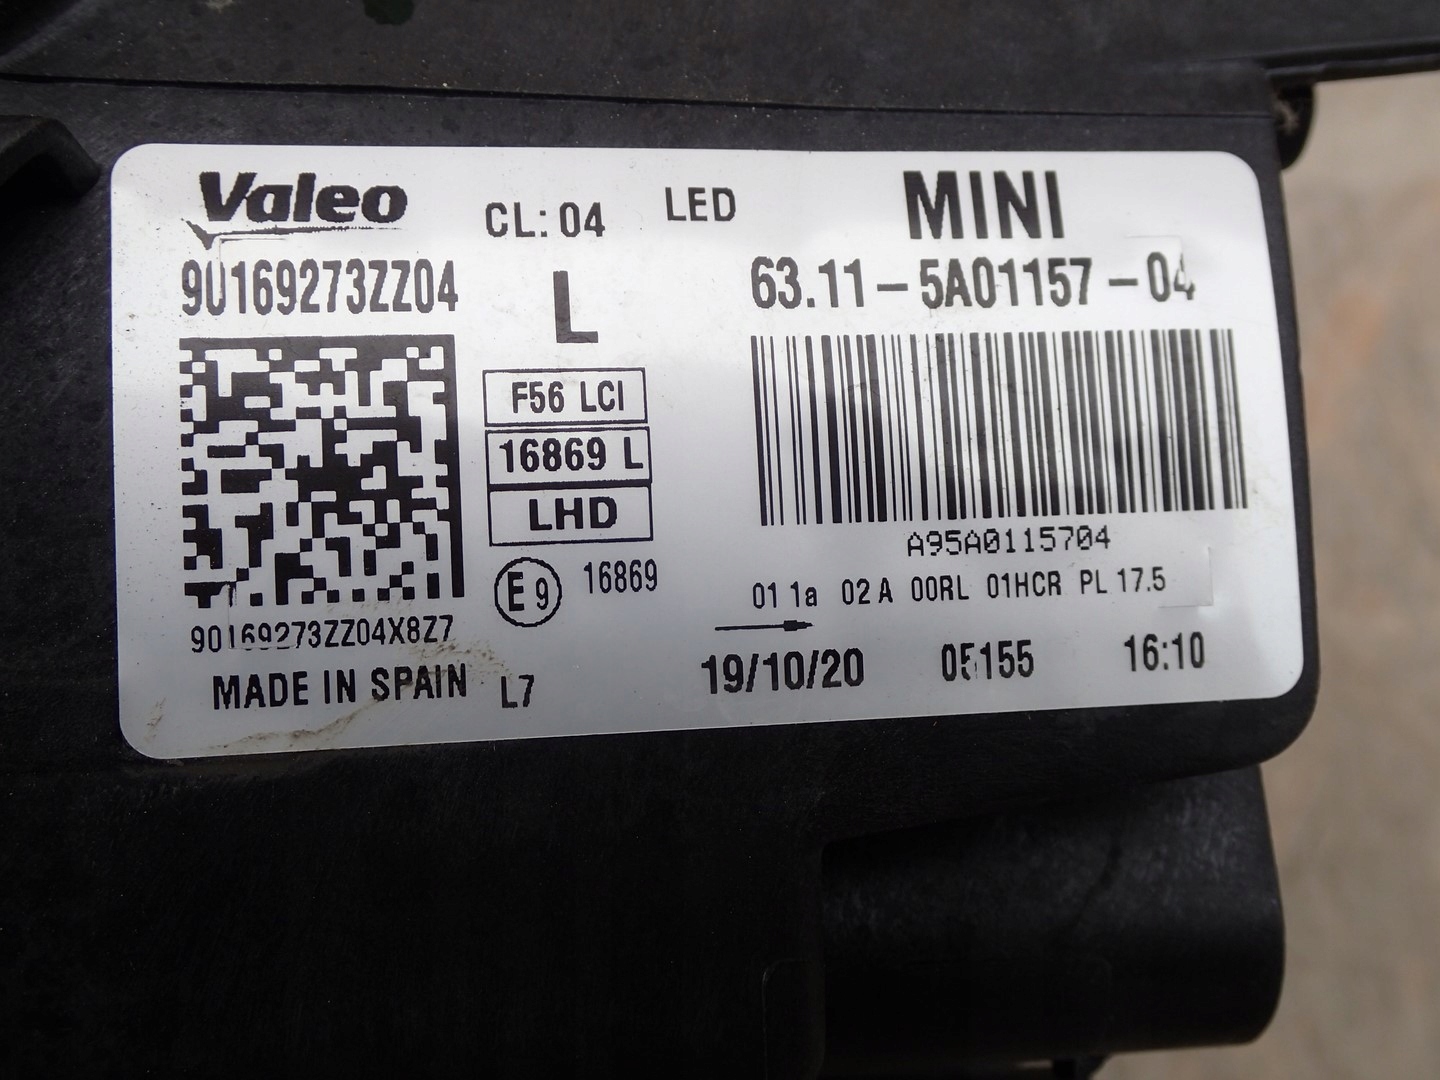 Valeo
CL: 04
LED
MINI
90169273ZZ04
L
63.11-5A01157-04
F56 LCI
16869 L
LHD
A95A0115704
E9 16869
01 1a 02A 00RL 01HCR PL 17.5
90169273ZZ04X8Z7
MADE IN SPAIN
L7
19/10/20
05155
16:10